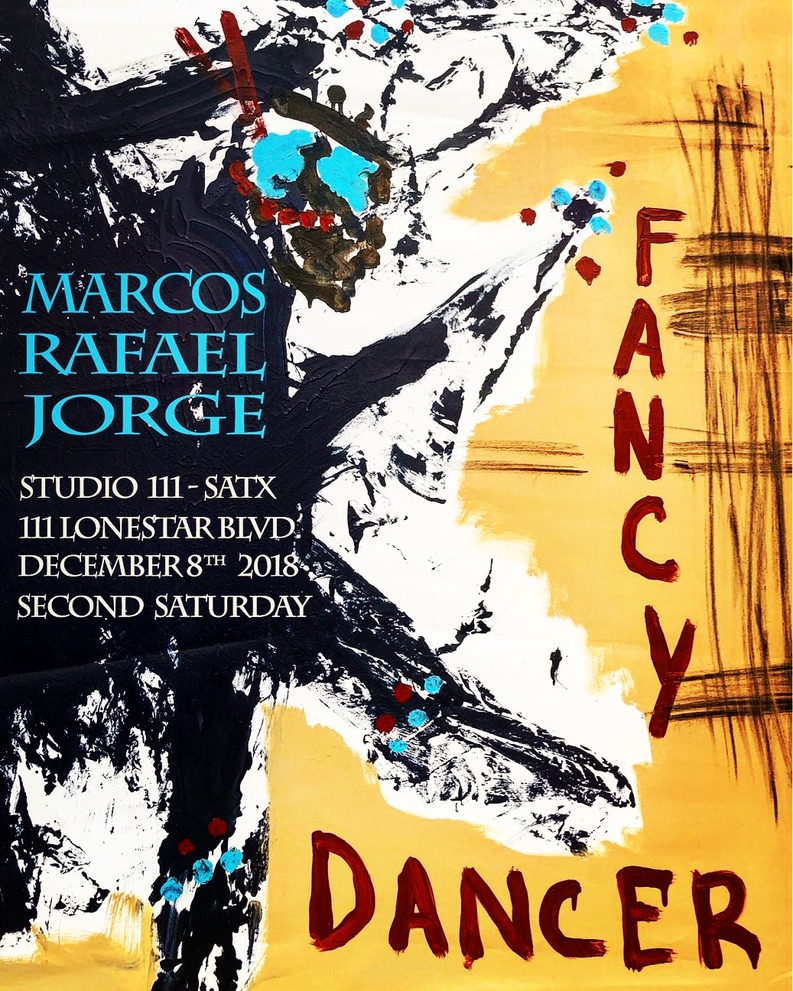 MARCOS
RAFAEL
JORGE
STUDIO 111 - SATX
111 LONESTAR BLVD.
DECEMBER 8TH 2018
SECOND SATURDAY
FANCY
DANCER